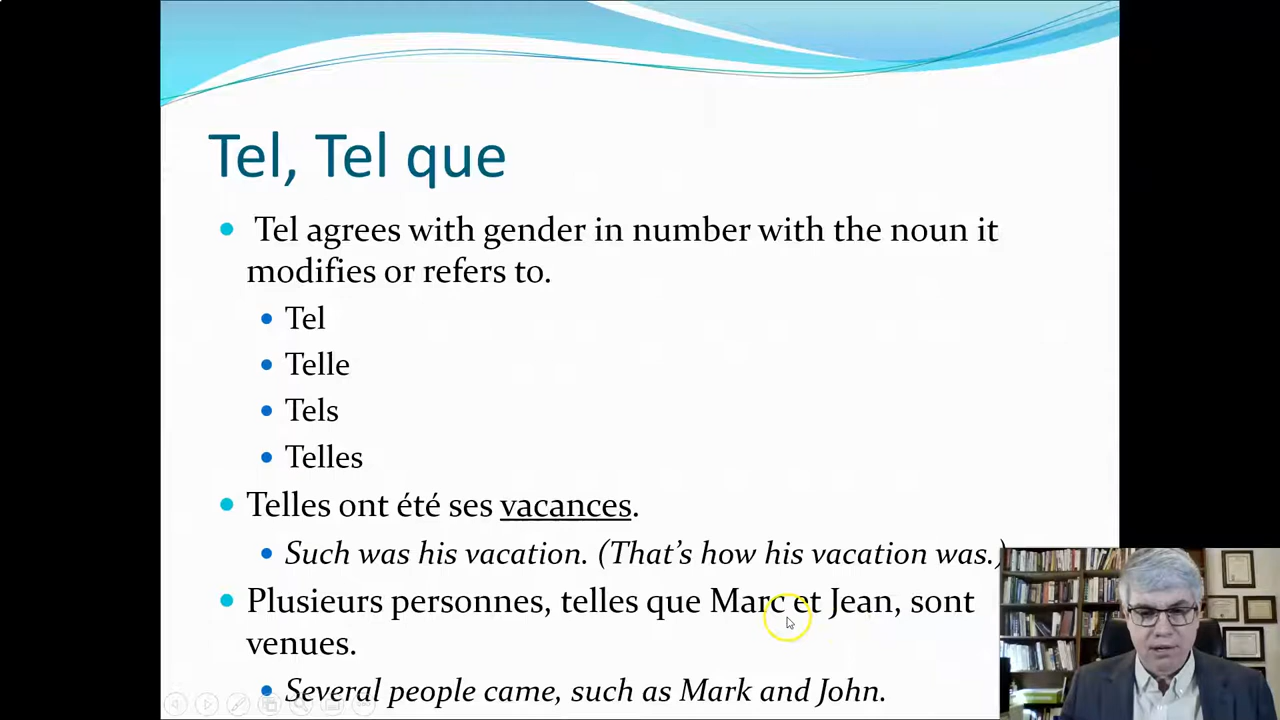 Tel, Tel que
Tel agrees with gender in number with the noun it
modifies or refers to.
Tel
Telle
Tels
Telles
Telles ont été ses vacances.
Such was his vacation. (That's how his vacation was.)
Plusieurs personnes, telles que Marc et Jean, sont
venues.
Several people came, such as Mark and John.